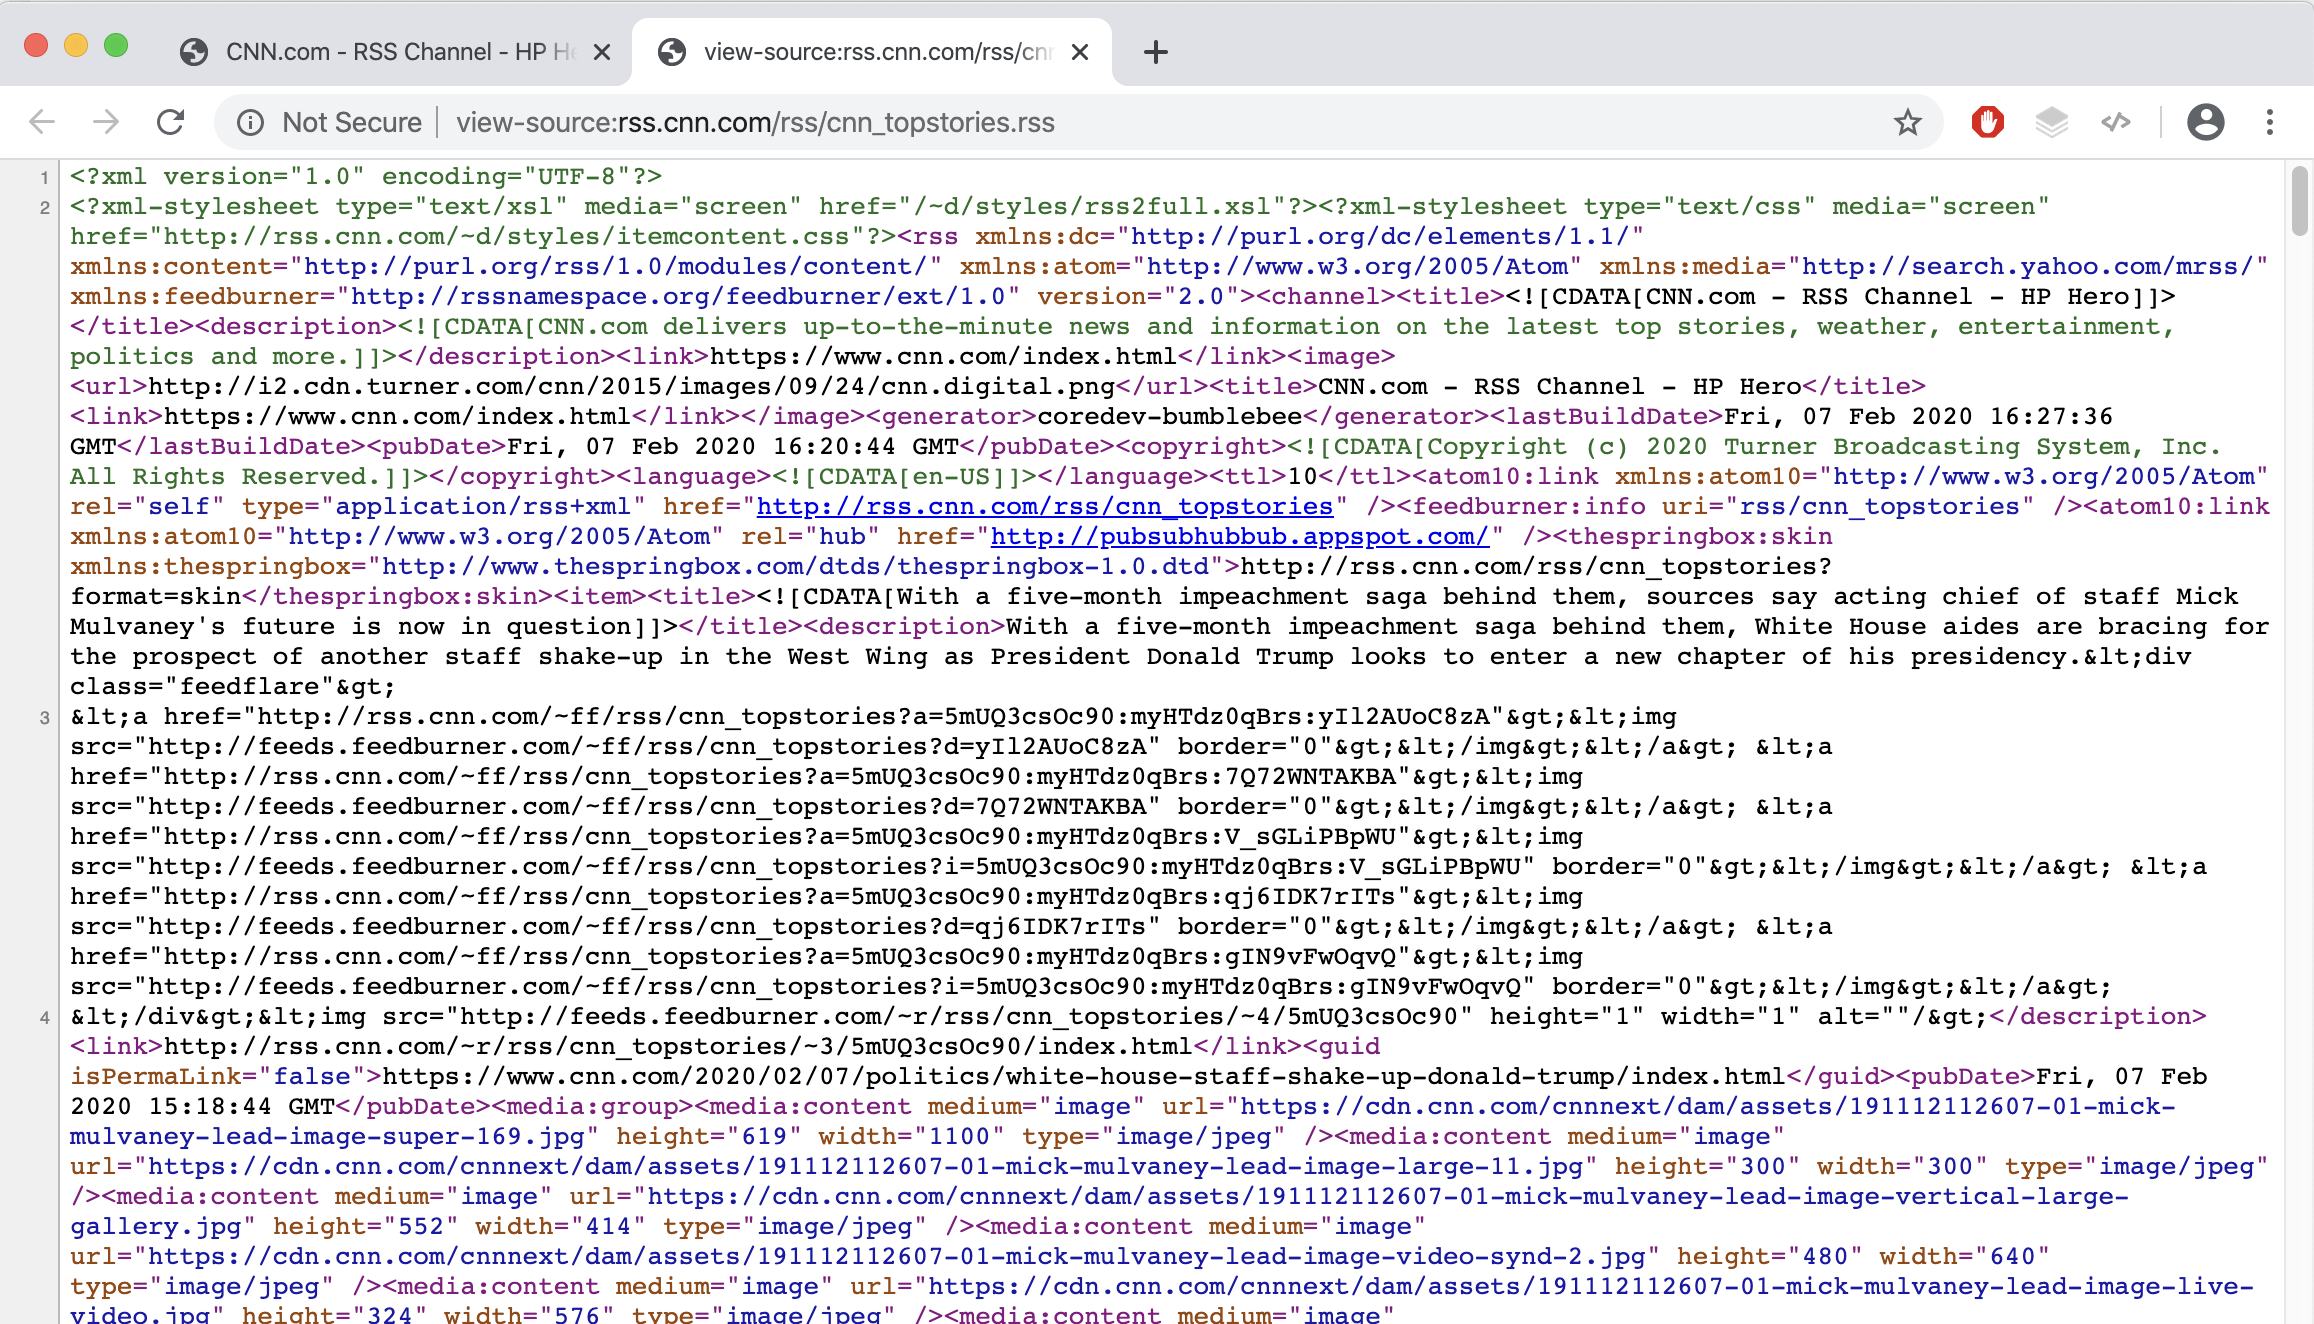 CNN.com - RSS Channel - HP He
view-source:rss.cnn.com/rss/cnn
Not Secure view-source:rss.cnn.com/rss/cnn_topstories.rss
1 <?xml version="1.0" encoding="UTF-8"?>
2 <?xml-stylesheet type="text/xsl" media="screen" href="/~d/styles/rss2full.xsl"?><?xml-stylesheet type="text/css" media="screen"
href="http://rss.cnn.com/~d/styles/itemcontent.css"?><rss xmlns:dc="http://purl.org/dc/elements/1.1/"
xmlns:content="http://purl.org/rss/1.0/modules/content/" xmlns:atom="http://www.w3.org/2005/Atom" xmlns:media="http://search.yahoo.com/mrss/"
xmlns:feedburner="http://rssnamespace.org/feedburner/ext/1.0" version="2.0"><channel><title><![CDATA[CNN.com - RSS Channel - HP Hero]]>
</title><description><![CDATA[CNN.com delivers up-to-the-minute news and information on the latest top stories, weather, entertainment,
politics and more.]]></description><link>https://www.cnn.com/index.html</link><image>
<url>http://i2.cdn.turner.com/cnn/2015/images/09/24/cnn.digital.png</url><title>CNN.com - RSS Channel - HP Hero</title>
<link>https://www.cnn.com/index.html</link></image><generator>coredev-bumblebee</generator><lastBuildDate>Fri, 07 Feb 2020 16:27:36
GMT</lastBuildDate><pubDate>Fri, 07 Feb 2020 16:20:44 GMT</pubDate><copyright><![CDATA[Copyright (c) 2020 Turner Broadcasting System, Inc.
All Rights Reserved.]]></copyright><language><![CDATA[en-US]]></language><ttl>10</ttl><atom10:link xmlns:atom10="http://www.w3.org/2005/Atom"
rel="self" type="application/rss+xml" href="http://rss.cnn.com/rss/cnn_topstories" /><feedburner:info uri="rss/cnn_topstories" /><atom10:link
xmlns:atom10="http://www.w3.org/2005/Atom" rel="hub" href="http://pubsubhubbub.appspot.com/" /><thespringbox:skin
xmlns:thespringbox="http://www.thespringbox.com/dtds/thespringbox-1.0.dtd">http://rss.cnn.com/rss/cnn_topstories?
format=skin</thespringbox:skin><item><title><![CDATA[With a five-month impeachment saga behind them, sources say acting chief of staff Mick
Mulvaney's future is now in question]]></title><description>With a five-month impeachment saga behind them, White House aides are bracing for
the prospect of another staff shake-up in the West Wing as President Donald Trump looks to enter a new chapter of his presidency.&lt;div
class="feedflare"&gt;
3 &lt;a href="http://rss.cnn.com/~ff/rss/cnn_topstories?a=5mUQ3csOc90:myHTdz0qBrs:yIl2AUoC8zA"&gt;&lt;img
src="http://feeds.feedburner.com/~ff/rss/cnn_topstories?d=yIl2AUoC8zA" border="0"&gt;&lt;/img&gt;&lt;/a&gt; &lt;a
href="http://rss.cnn.com/~ff/rss/cnn_topstories?a=5mUQ3csOc90:myHTdz0qBrs:7Q72WNTAKBA"&gt;&lt;img
src="http://feeds.feedburner.com/~ff/rss/cnn_topstories?d=7Q72WNTAKBA" border="0"&gt;&lt;/img&gt;&lt;/a&gt; &lt;a
href="http://rss.cnn.com/~ff/rss/cnn_topstories?a=5mUQ3csOc90:myHTdz0qBrs:V_sGLiPBpWU"&gt;&lt;img
src="http://feeds.feedburner.com/~ff/rss/cnn_topstories?i=5mUQ3csOc90:myHTdz0qBrs:V_sGLiPBpWU" border="0"&gt;&lt;/img&gt;&lt;/a&gt; &lt;a
href="http://rss.cnn.com/~ff/rss/cnn_topstories?a=5mUQ3csOc90:myHTdz0qBrs:qj6IDK7rITs"&gt;&lt;img
src="http://feeds.feedburner.com/~ff/rss/cnn_topstories?d=qj6IDK7rITs" border="0"&gt;&lt;/img&gt;&lt;/a&gt; &lt;a
href="http://rss.cnn.com/~ff/rss/cnn_topstories?a=5mUQ3csOc90:myHTdz0qBrs:gIN9vFwOqvQ"&gt;&lt;img
src="http://feeds.feedburner.com/~ff/rss/cnn_topstories?i=5mUQ3csOc90:myHTdz0qBrs:gIN9vFwOqvQ" border="0"&gt;&lt;/img&gt;&lt;/a&gt;
4 &lt;/div&gt;&lt;img src="http://feeds.feedburner.com/~r/rss/cnn_topstories/~4/5mUQ3csOc90" height="1" width="1" alt=""/&gt;</description>
<link>http://rss.cnn.com/~r/rss/cnn_topstories/~3/5mUQ3csOc90/index.html</link><guid
isPermaLink="false">https://www.cnn.com/2020/02/07/politics/white-house-staff-shake-up-donald-trump/index.html</guid><pubDate>Fri, 07 Feb
2020 15:18:44 GMT</pubDate><media:group><media:content medium="image" url="https://cdn.cnn.com/cnnnext/dam/assets/191112112607-01-mick-
mulvaney-lead-image-super-169.jpg" height="619" width="1100" type="image/jpeg" /><media:content medium="image"
url="https://cdn.cnn.com/cnnnext/dam/assets/191112112607-01-mick-mulvaney-lead-image-large-11.jpg" height="300" width="300" type="image/jpeg"
/><media:content medium="image" url="https://cdn.cnn.com/cnnnext/dam/assets/191112112607-01-mick-mulvaney-lead-image-vertical-large-
gallery.jpg" height="552" width="414" type="image/jpeg" /><media:content medium="image"
url="https://cdn.cnn.com/cnnnext/dam/assets/191112112607-01-mick-mulvaney-lead-image-video-synd-2.jpg" height="480" width="640"
type="image/jpeg" /><media:content medium="image" url="https://cdn.cnn.com/cnnnext/dam/assets/191112112607-01-mick-mulvaney-lead-image-live-
video.jpg" height="324" width="576" type="image/jpeg" /><media:content medium="image"